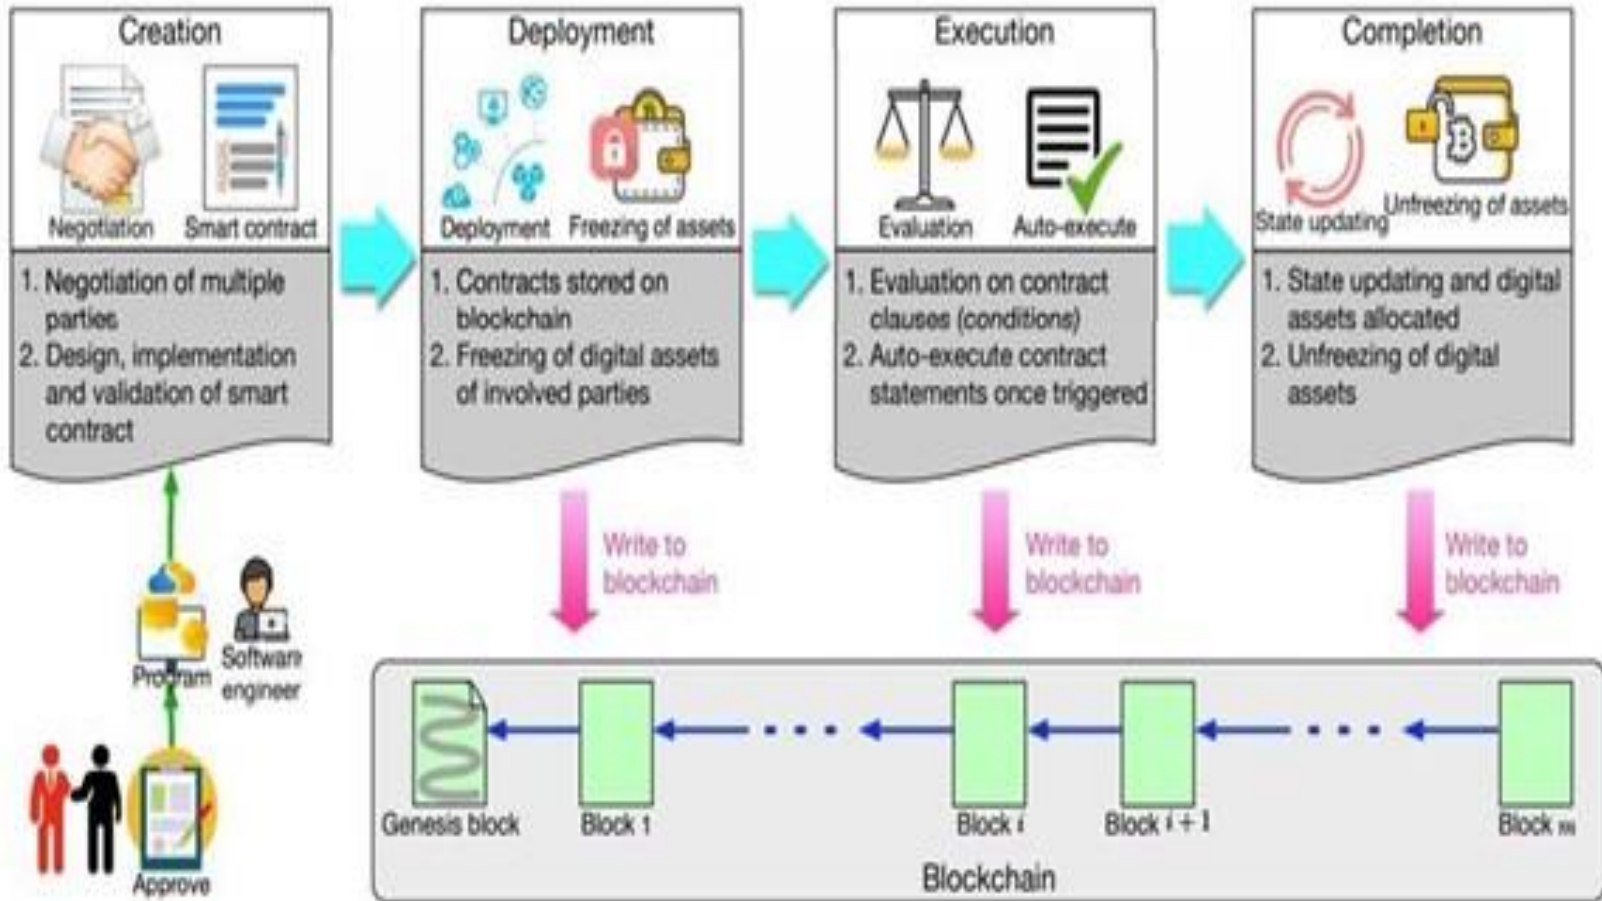 Creation
Negotiation
Smart contract
1. Negotiation of multiple
parties
2. Design, implementation
and validation of smart
contract
Deployment
Deployment
Freezing of assets
1. Contracts stored on
blockchain
2. Freezing of digital assets
of involved parties
Execution
Evaluation
Auto-execute
1. Evaluation on contract
clauses (conditions)
2. Auto-execute contract
statements once triggered
Completion
State updating
Unfreezing of assets
1. State updating and digital
assets allocated
2. Unfreezing of digital
assets
Write to
blockchain
Write to
blockchain
Write to
blockchain
Program
Software
engineer
Approve
Genesis block
Block 1
Block i
Block i + 1
Block m
Blockchain